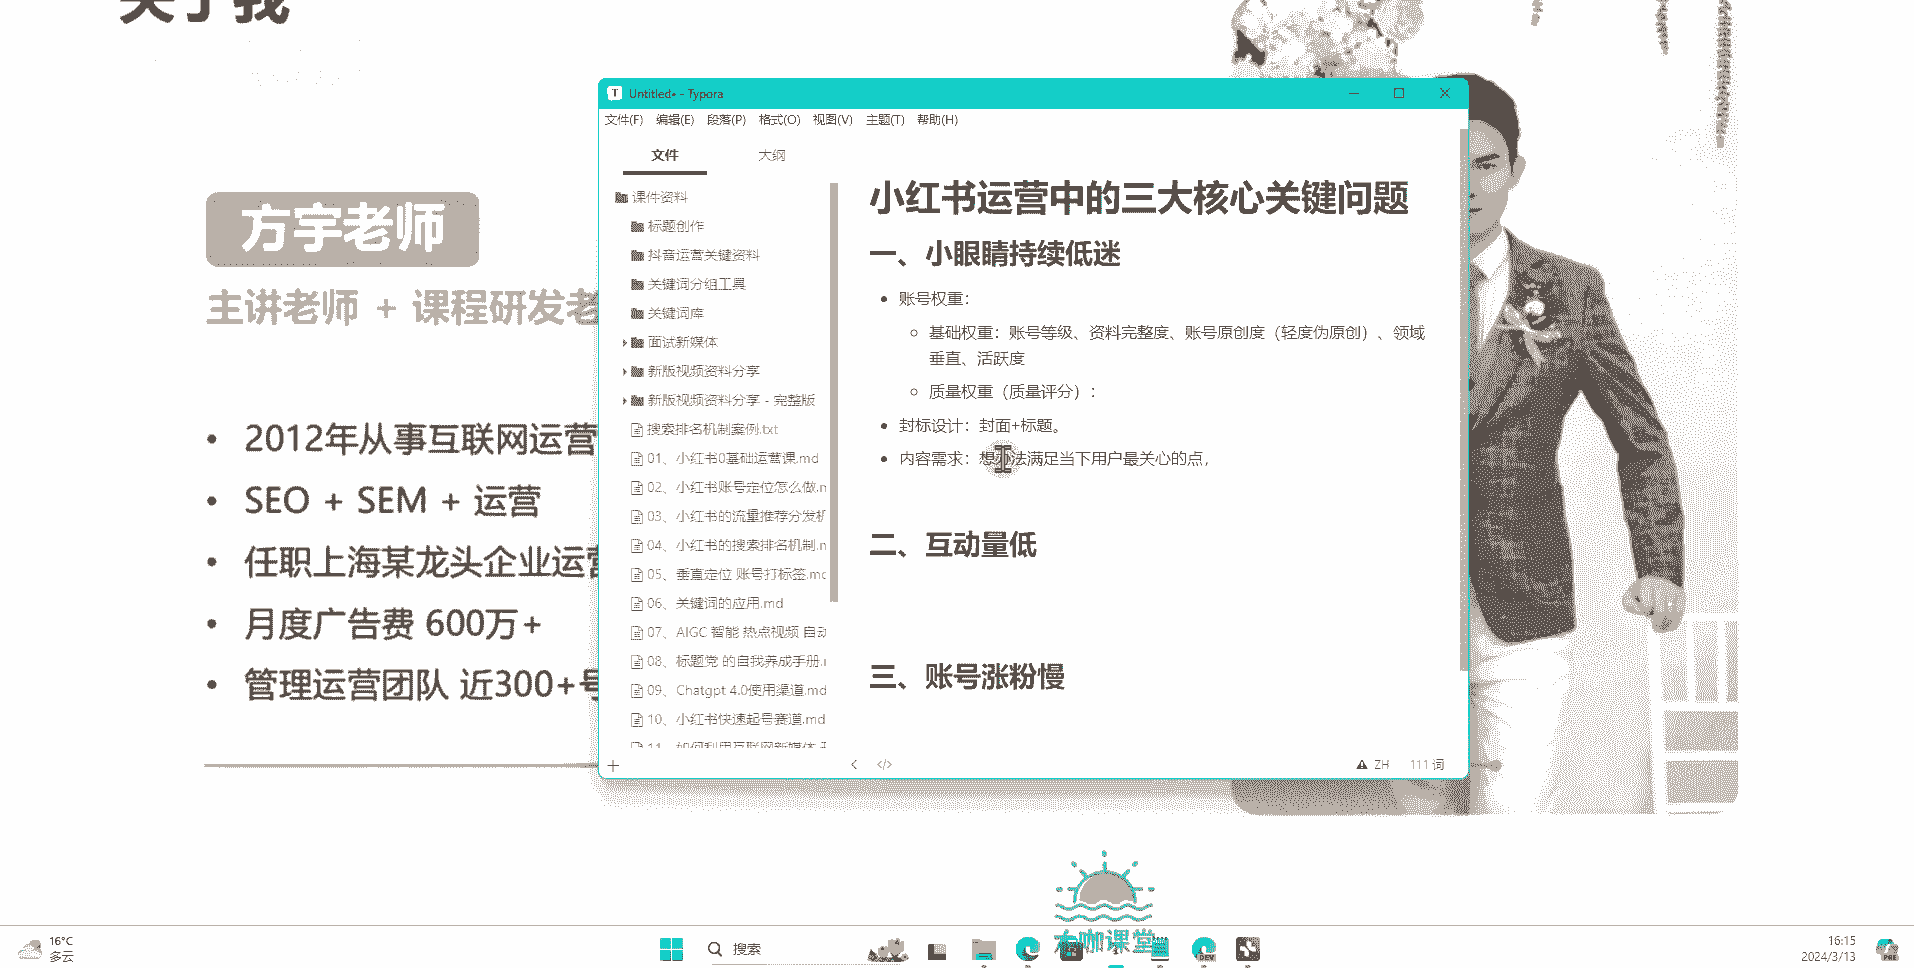 关于我
方宇老师
主讲老师 + 课程研发老
• 2012年从事互联网运营
• SEO + SEM + 运营
• 任职上海某龙头企业运营
• 月度广告费 600万+
• 管理运营团队 近300+号
Untitled• - Typora
文件(F) 编辑(E) 段落(P) 格式(O) 视图(V) 主题(T) 帮助(H)
文件 大纲
课件资料
标题创作
抖音运营关键资料
关键词分组工具
关键词库
面试新媒体
新版视频资料分享
新版视频资料分享 - 完整版
搜索排名机制案例.txt
01、小红书0基础运营课.md
02、小红书账号定位怎么做.m
03、小红书的流量推荐分发机
04、小红书的搜索排名机制.m
05、垂直定位 账号打标签.md
06、关键词的应用.md
07、AIGC 智能 热点视频 自动
08、标题党 的自我养成手册.m
09、Chatgpt 4.0使用渠道.md
10、小红书快速起号赛道.md
11、如何利用互联网新媒体
小红书运营中的三大核心关键问题
一、小眼睛持续低迷
• 账号权重：
基础权重：账号等级、资料完整度、账号原创度（轻度伪原创）、领域
垂直、活跃度
质量权重（质量评分）：
• 封标设计：封面+标题。
• 内容需求：想办法满足当下用户最关心的点，
二、互动量低
三、账号涨粉慢
ZH 111 词
大咖课堂
16°C
多云
搜索
DEV
16:15
2024/3/13
PRE